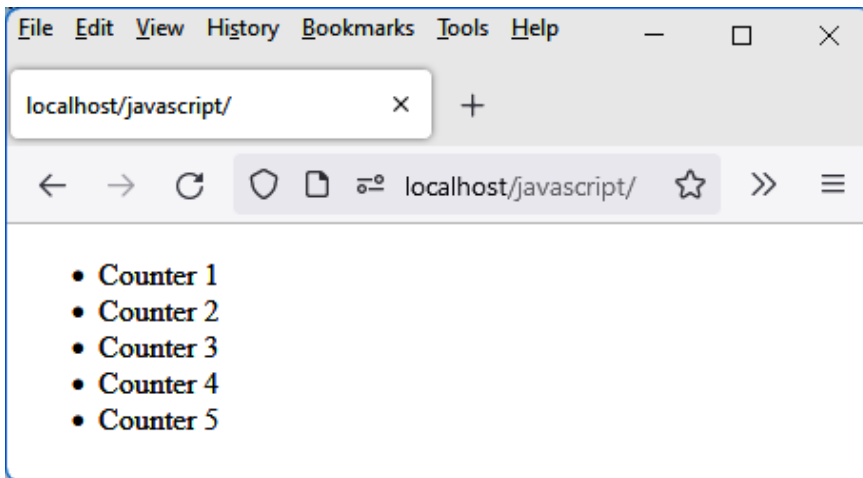 File Edit View History Bookmarks Tools Help
localhost/javascript/
localhost/javascript/
• Counter 1
• Counter 2
• Counter 3
• Counter 4
• Counter 5